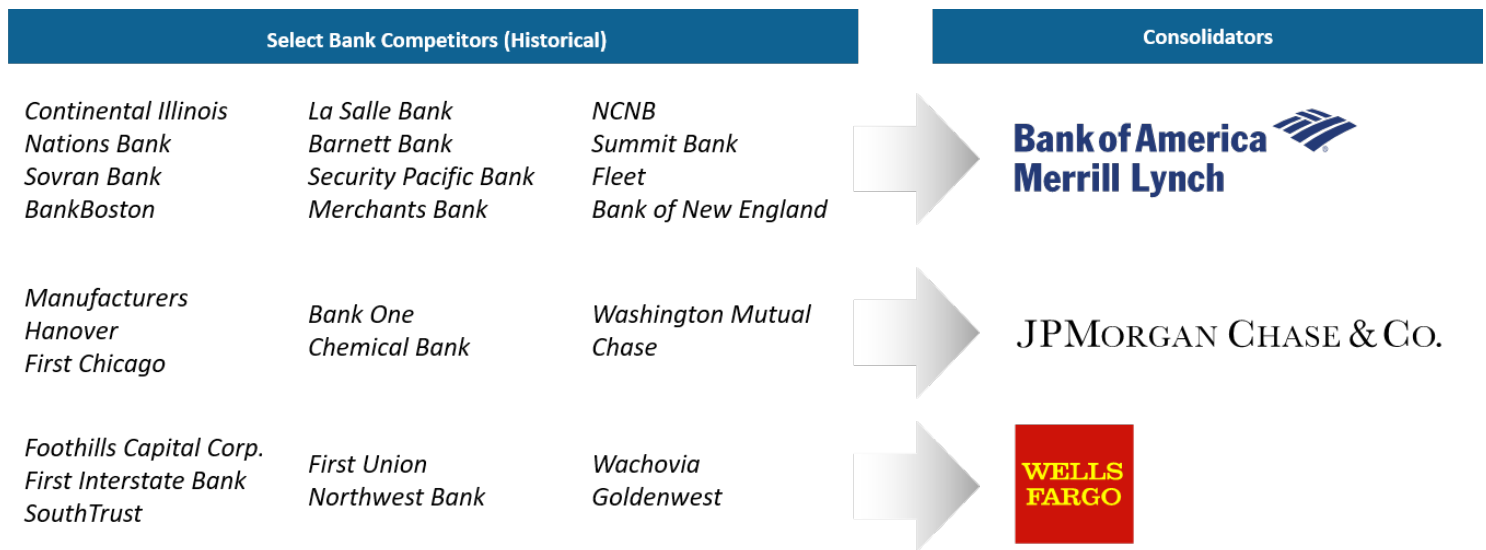 Select Bank Competitors (Historical)
Consolidators
Continental Illinois
Nations Bank
Sovran Bank
BankBoston
La Salle Bank
Barnett Bank
Security Pacific Bank
Merchants Bank
NCNB
Summit Bank
Fleet
Bank of New England
Bank of America
Merrill Lynch
Manufacturers
Hanover
First Chicago
Bank One
Chemical Bank
Washington Mutual
Chase
JPMORGAN CHASE & CO.
Foothills Capital Corp.
First Interstate Bank
SouthTrust
First Union
Northwest Bank
Wachovia
Goldenwest
WELLS
FARGO